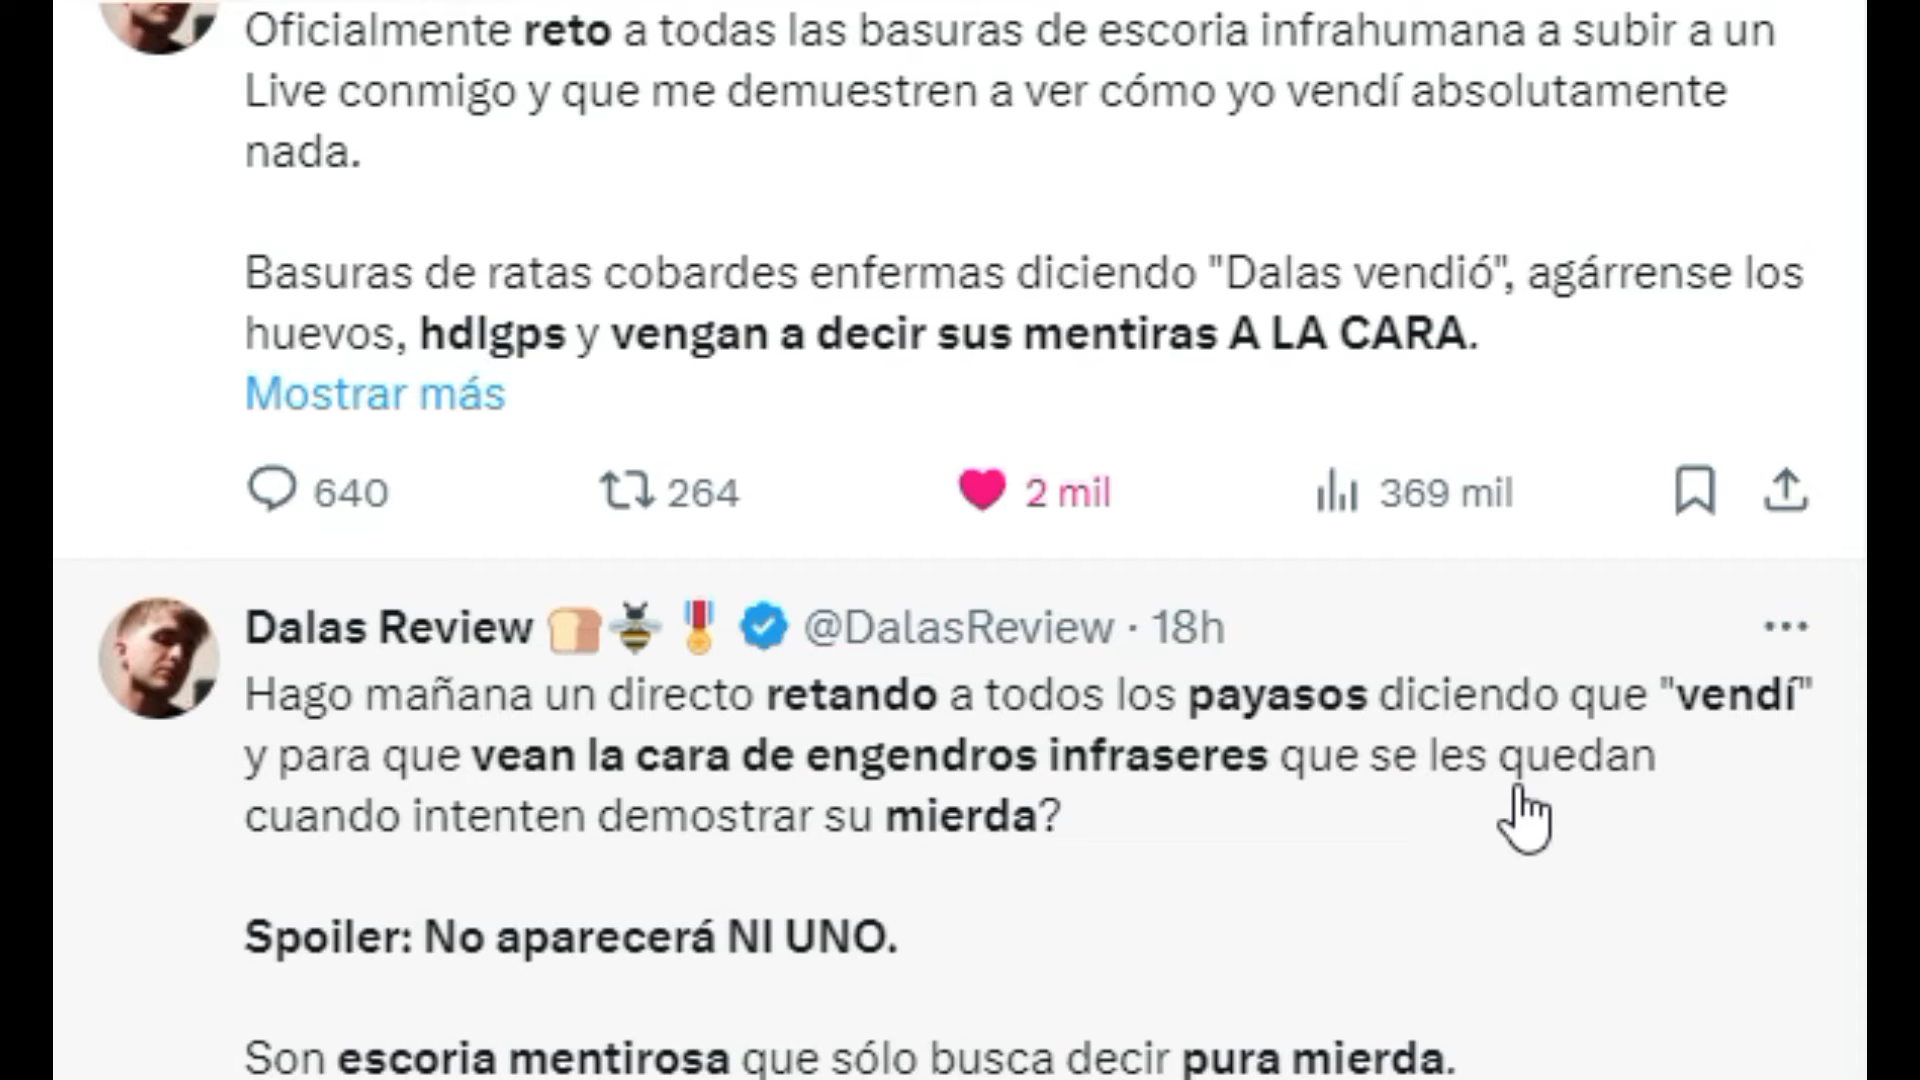 Oficialmente reto a todas las basuras de escoria infrahumana a subir a un
Live conmigo y que me demuestren a ver cómo yo vendí absolutamente
nada.
Basuras de ratas cobardes enfermas diciendo "Dalas vendió", agárrense los
huevos, hdlgps y vengan a decir sus mentiras A LA CARA.
Mostrar más
640 264 2 mil 369 mil
Dalas Review @DalasReview · 18h
Hago mañana un directo retando a todos los payasos diciendo que "vendí"
y para que vean la cara de engendros infraseres que se les quedan
cuando intenten demostrar su mierda?
Spoiler: No aparecerá NI UNO.
Son escoria mentirosa que sólo busca decir pura mierda.